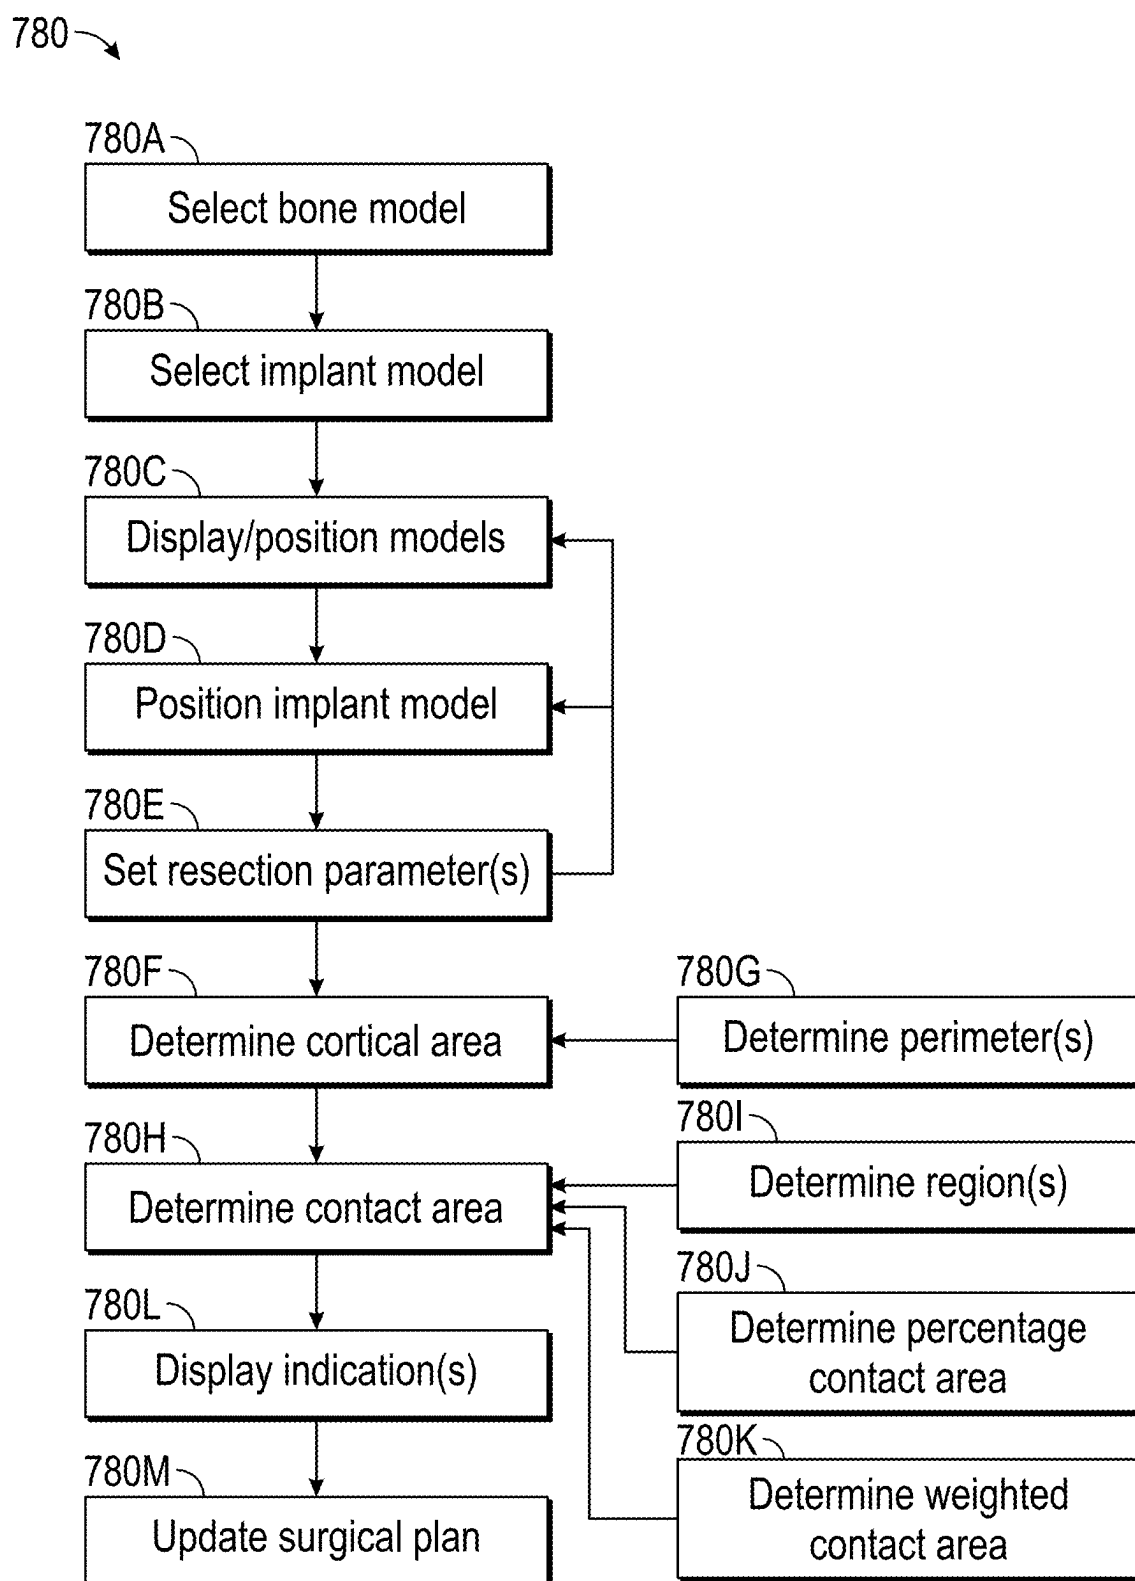 780
780A
Select bone model
780B
Select implant model
780C
Display/position models
780D
Position implant model
780E
Set resection parameter(s)
780F
Determine cortical area
780G
Determine perimeter(s)
780H
Determine contact area
780I
Determine region(s)
780J
Determine percentage
contact area
780K
Determine weighted
contact area
780L
Display indication(s)
780M
Update surgical plan